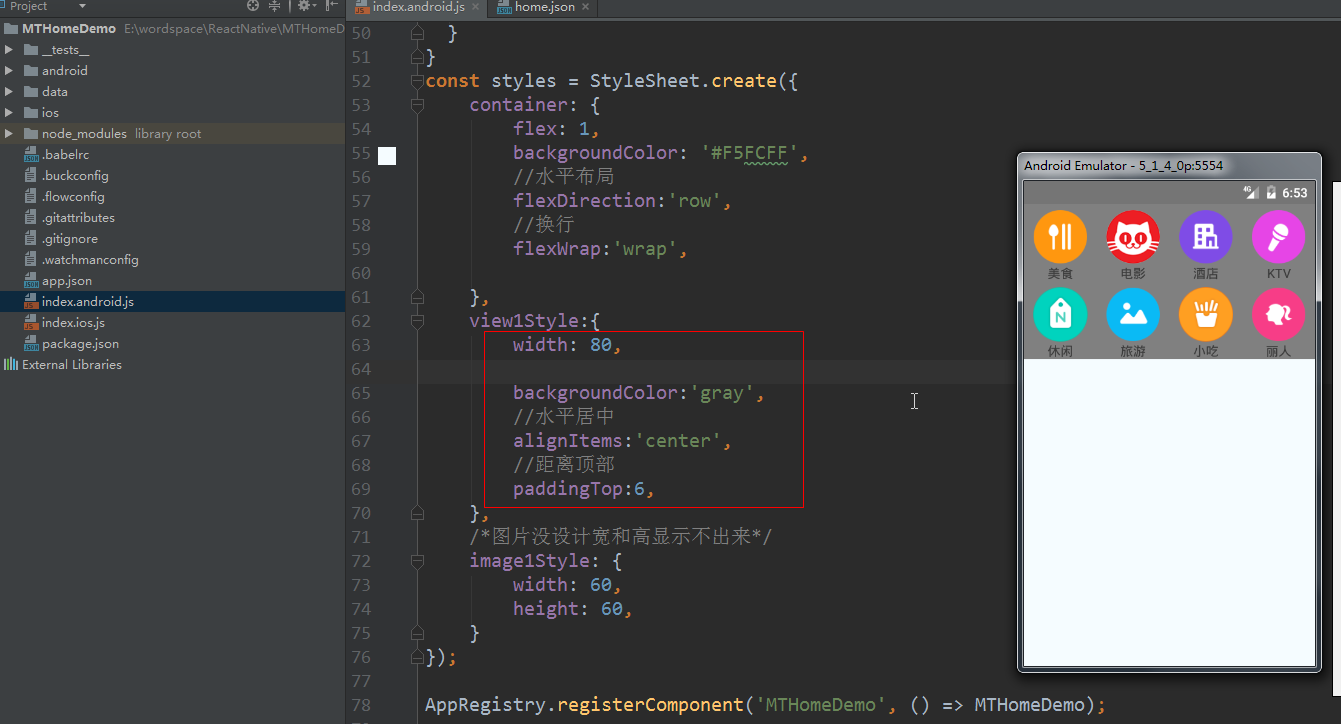 Project
index.android.js
home.json
MTHomeDemo E:\wordspace\ReactNative\MTHomeD
__tests__
android
data
ios
node_modules library root
.babelrc
.buckconfig
.flowconfig
.gitattributes
.gitignore
.watchmanconfig
app.json
index.android.js
index.ios.js
package.json
External Libraries
50 }
51 }
52 const styles = StyleSheet.create({
53 container: {
54 flex: 1,
55 backgroundColor: '#F5FCFF',
56 //水平布局
57 flexDirection:'row',
58 //换行
59 flexWrap:'wrap',
60
61 },
62 view1Style:{
63 width: 80,
64
65 backgroundColor:'gray',
66 //水平居中
67 alignItems:'center',
68 //距离顶部
69 paddingTop:6,
70 },
71 /*图片没设计宽和高显示不出来*/
72 image1Style: {
73 width: 60,
74 height: 60,
75 }
76 });
77
78 AppRegistry.registerComponent('MTHomeDemo', () => MTHomeDemo);
Android Emulator - 5_1_4_0p:5554
4G 6:53
美食 电影 酒店 KTV
N
休闲 旅游 小吃 丽人